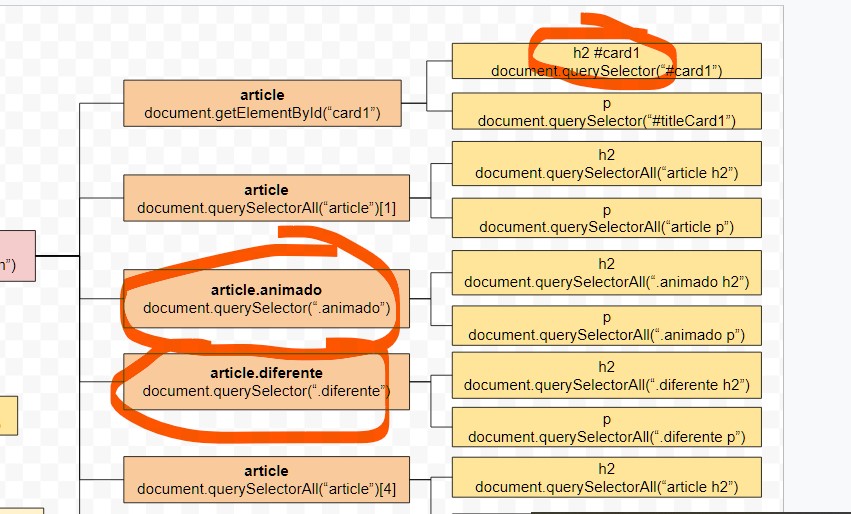 h2 #card1
document.querySelector(“#card1”)
article
document.getElementById(“card1”)
p
document.querySelector(“#titleCard1”)
h2
document.querySelectorAll(“article h2”)
article
document.querySelectorAll(“article”)[1]
p
document.querySelectorAll(“article p”)
n”)
article.animado
document.querySelector(“.animado”)
h2
document.querySelectorAll(“.animado h2”)
p
document.querySelectorAll(“.animado p”)
article.diferente
document.querySelector(“.diferente”)
h2
document.querySelectorAll(“.diferente h2”)
p
document.querySelectorAll(“.diferente p”)
article
document.querySelectorAll(“article”)[4]
h2
document.querySelectorAll(“article h2”)